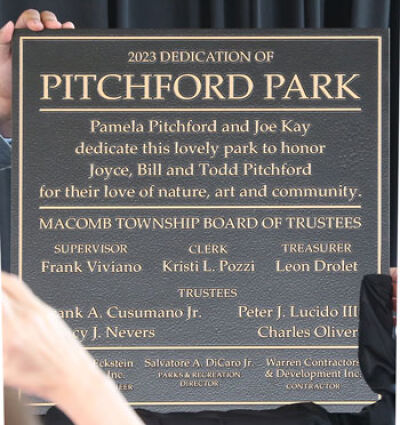 2023 DEDICATION OF
PITCHFORD PARK
Pamela Pitchford and Joe Kay
dedicate this lovely park to honor
Joyce, Bill and Todd Pitchford
for their love of nature, art and community.
MACOMB TOWNSHIP BOARD OF TRUSTEES
SUPERVISOR CLERK TREASURER
Frank Viviano Kristi L. Pozzi Leon Drolet
TRUSTEES
A. Cusumano Jr. Peter J. Lucido III
J. Nevers Charles Oliver
Eckstein Salvatore A. DiCaro Jr. Warren Contractors
Inc. PARKS & RECREATION & Development Inc.
DIRECTOR CONTRACTOR